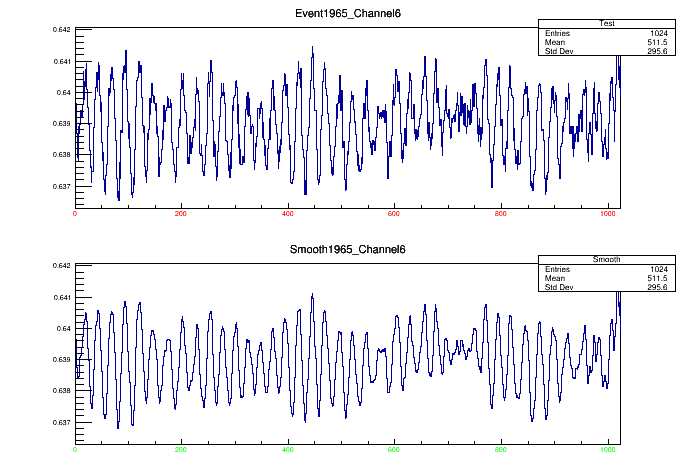 Event1965_Channel6
Test
Entries 1024
Mean 511.5
Std Dev 295.6
0.642
0.641
0.64
0.639
0.638
0.637
0 200 400 600 800 1000
Smooth1965_Channel6
Smooth
Entries 1024
Mean 511.5
Std Dev 295.6
0.642
0.641
0.64
0.639
0.638
0.637
0 200 400 600 800 1000